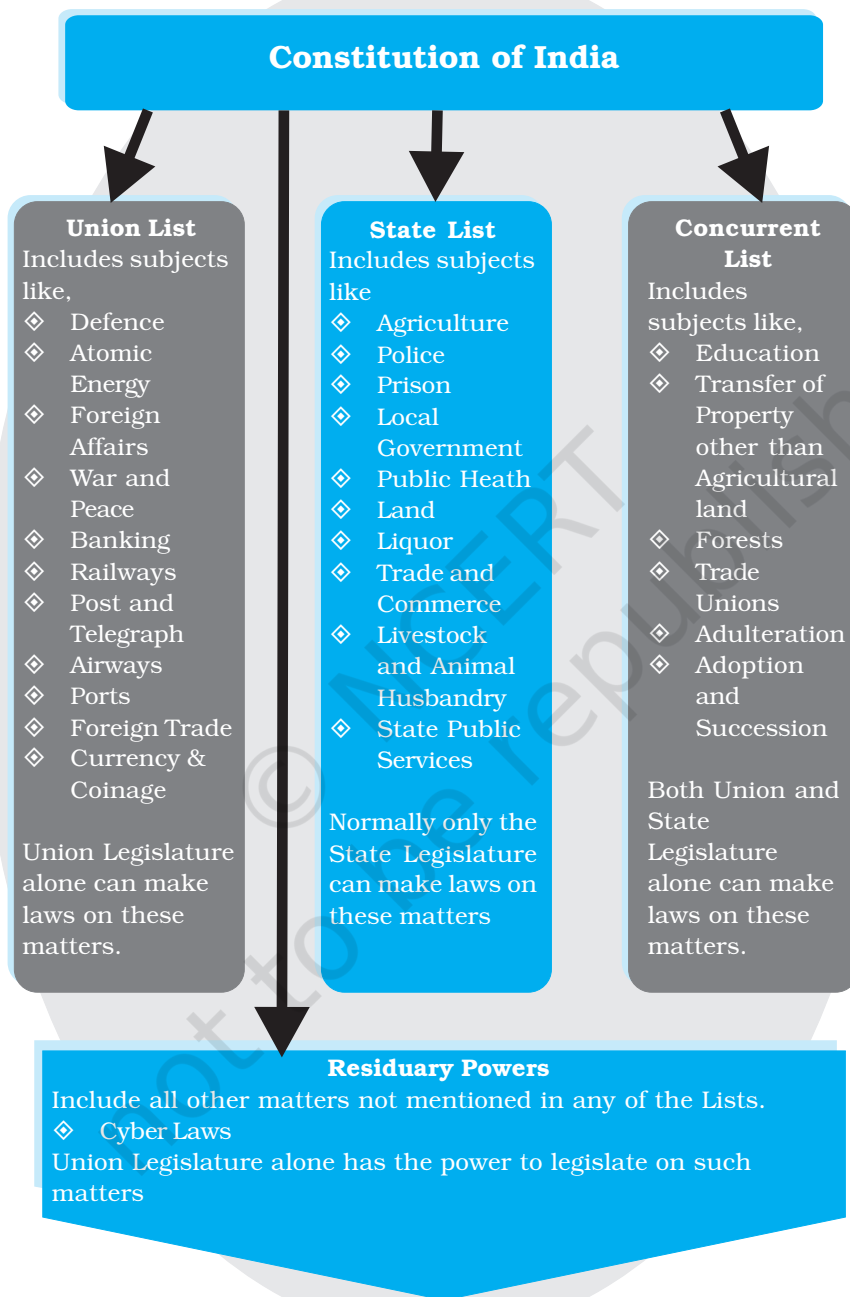 Constitution of India
Union List
Includes subjects
like,
Defence
Atomic
Energy
Foreign
Affairs
War and
Peace
Banking
Railways
Post and
Telegraph
Airways
Ports
Foreign Trade
Currency &
Coinage
Union Legislature
alone can make
laws on these
matters.
State List
Includes subjects
like
Agriculture
Police
Prison
Local
Government
Public Heath
Land
Liquor
Trade and
Commerce
Livestock
and Animal
Husbandry
State Public
Services
Normally only the
State Legislature
can make laws on
these matters
Concurrent
List
Includes
subjects like,
Education
Transfer of
Property
other than
Agricultural
land
Forests
Trade
Unions
Adulteration
Adoption
and
Succession
Both Union and
State
Legislature
alone can make
laws on these
matters.
Residuary Powers
Include all other matters not mentioned in any of the Lists.
Cyber Laws
Union Legislature alone has the power to legislate on such
matters
© NCERT
not to be republish